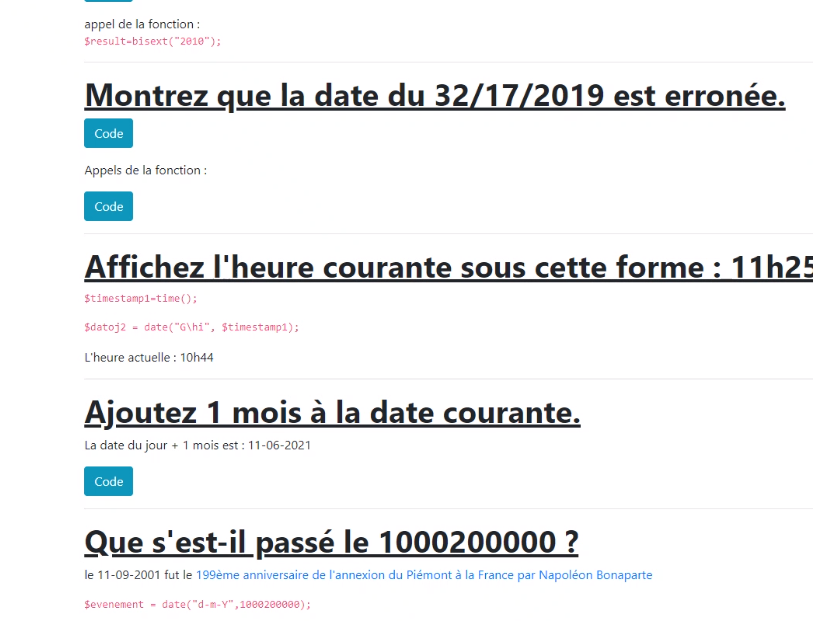 appel de la fonction :
$result=bisext("2010");
Montrez que la date du 32/17/2019 est erronée.
Code
Appels de la fonction :
Code
Affichez l'heure courante sous cette forme : 11h25
$timestamp1=time();
$datoj2 = date("G\hi", $timestamp1);
L'heure actuelle : 10h44
Ajoutez 1 mois à la date courante.
La date du jour + 1 mois est : 11-06-2021
Code
Que s'est-il passé le 1000200000 ?
le 11-09-2001 fut le 199ème anniversaire de l'annexion du Piémont à la France par Napoléon Bonaparte
$evenement = date("d-m-Y",1000200000);